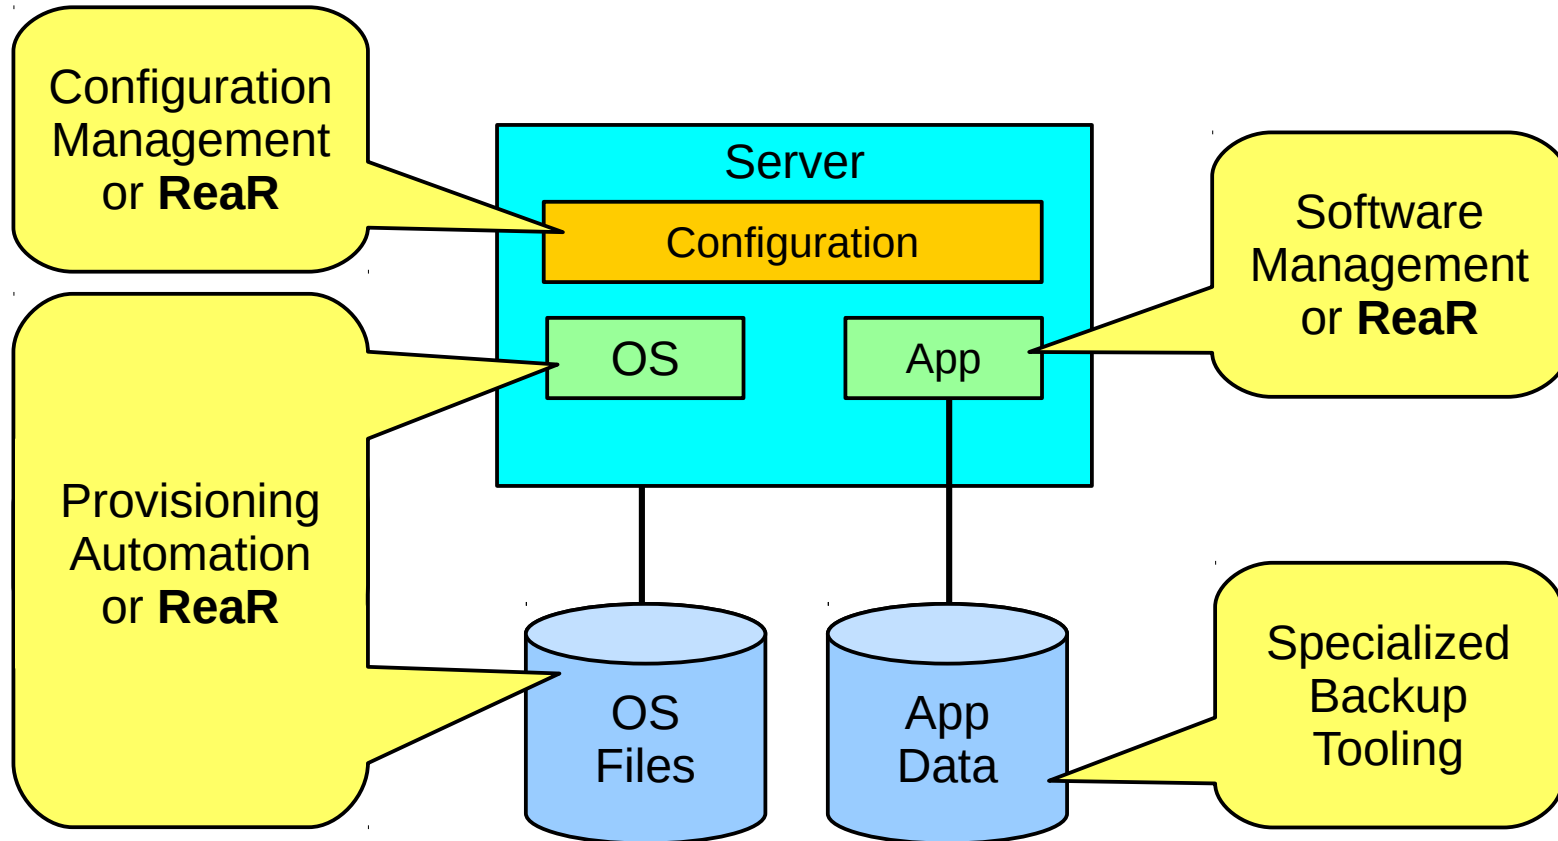 Configuration
Management
or ReaR
Server
Configuration
Software
Management
or ReaR
OS
App
Provisioning
Automation
or ReaR
OS
Files
App
Data
Specialized
Backup
Tooling